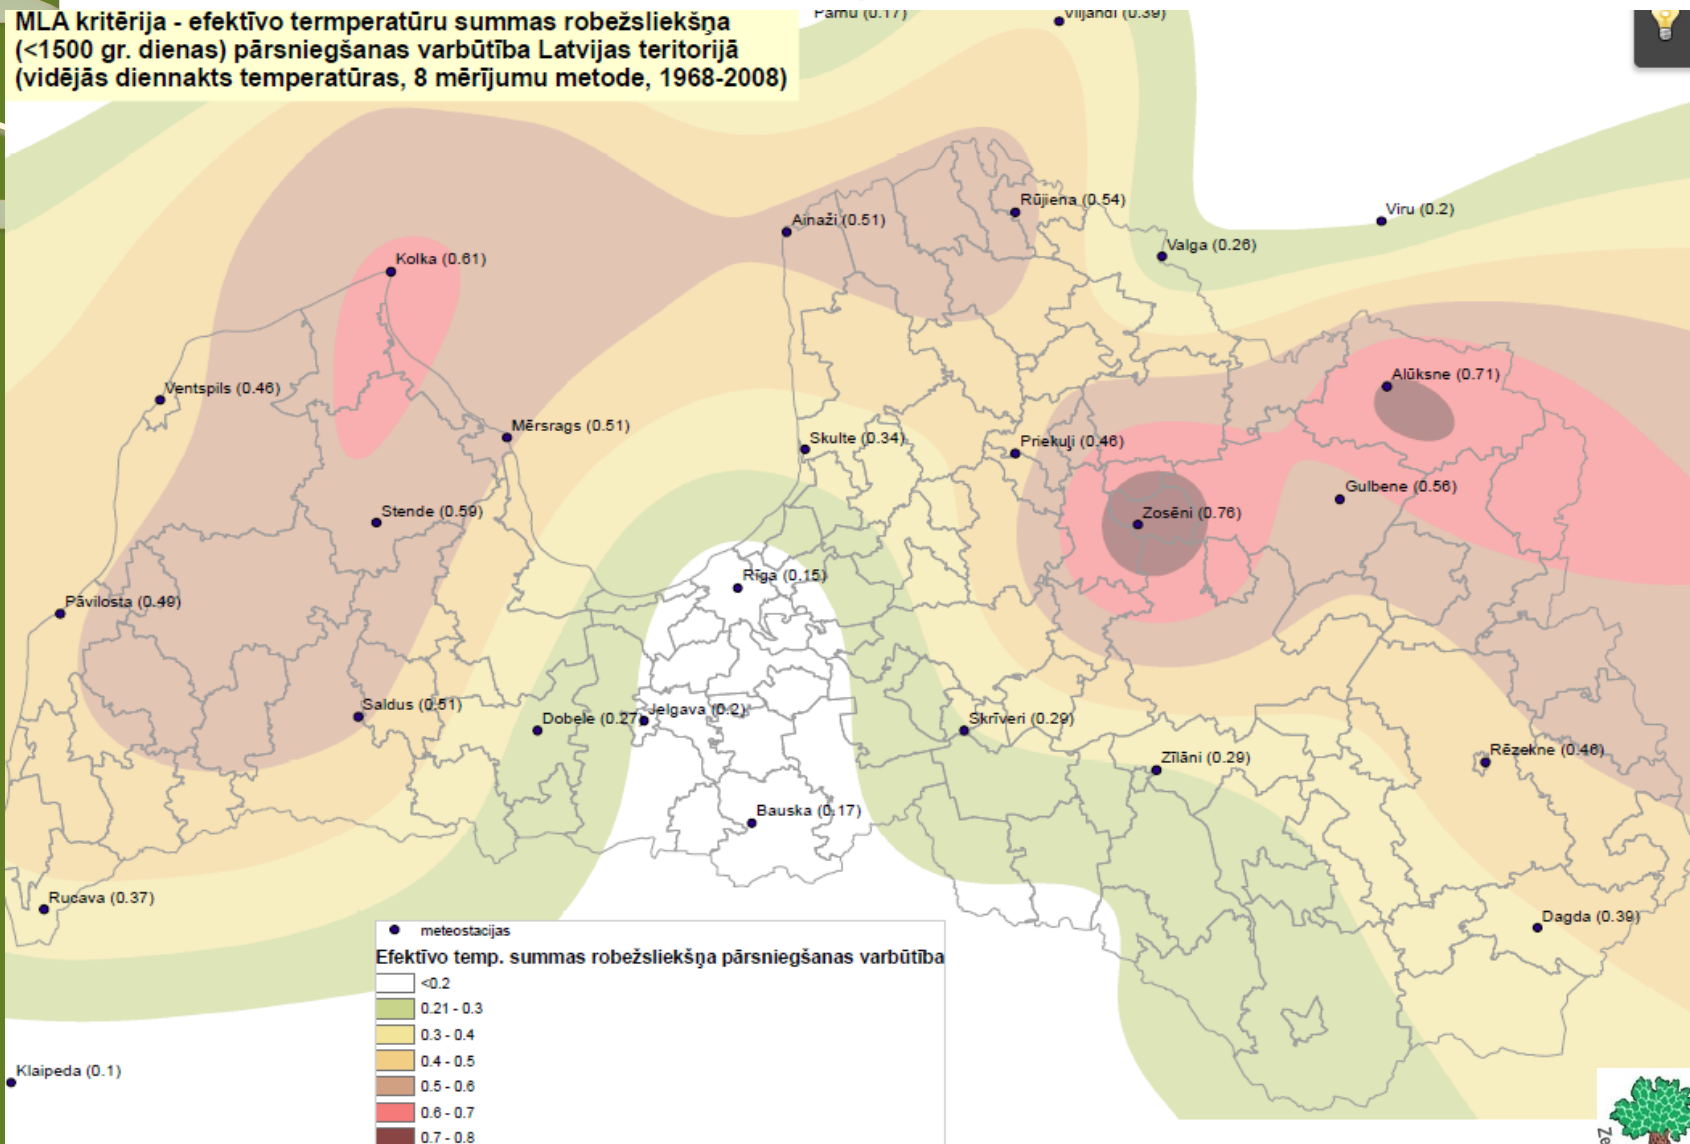 MLA kritērija - efektīvo termperatūru summas robežsliekšņa
(<1500 gr. dienas) pārsniegšanas varbūtība Latvijas teritorijā
(vidējās diennakts temperatūras, 8 mērījumu metode, 1968-2008)
Pärnu (0.17)
Viljandi (0.39)
Rūjiena (0.54)
Ainaži (0.51)
Viru (0.2)
Valga (0.26)
Kolka (0.61)
Alūksne (0.71)
Ventspils (0.46)
Mērsrags (0.51)
Skulte (0.34)
Priekuļi (0.46)
Gulbene (0.56)
Stende (0.59)
Zosēni (0.76)
Rīga (0.15)
Pāvilosta (0.49)
Saldus (0.51)
Dobele (0.27)
Jelgava (0.2)
Skrīveri (0.29)
Zīlāni (0.29)
Rēzekne (0.46)
Bauska (0.17)
Rucava (0.37)
Dagda (0.39)
Klaipeda (0.1)
meteostacijas
Efektīvo temp. summas robežsliekšņa pārsniegšanas varbūtība
<0.2
0.21 - 0.3
0.3 - 0.4
0.4 - 0.5
0.5 - 0.6
0.6 - 0.7
0.7 - 0.8